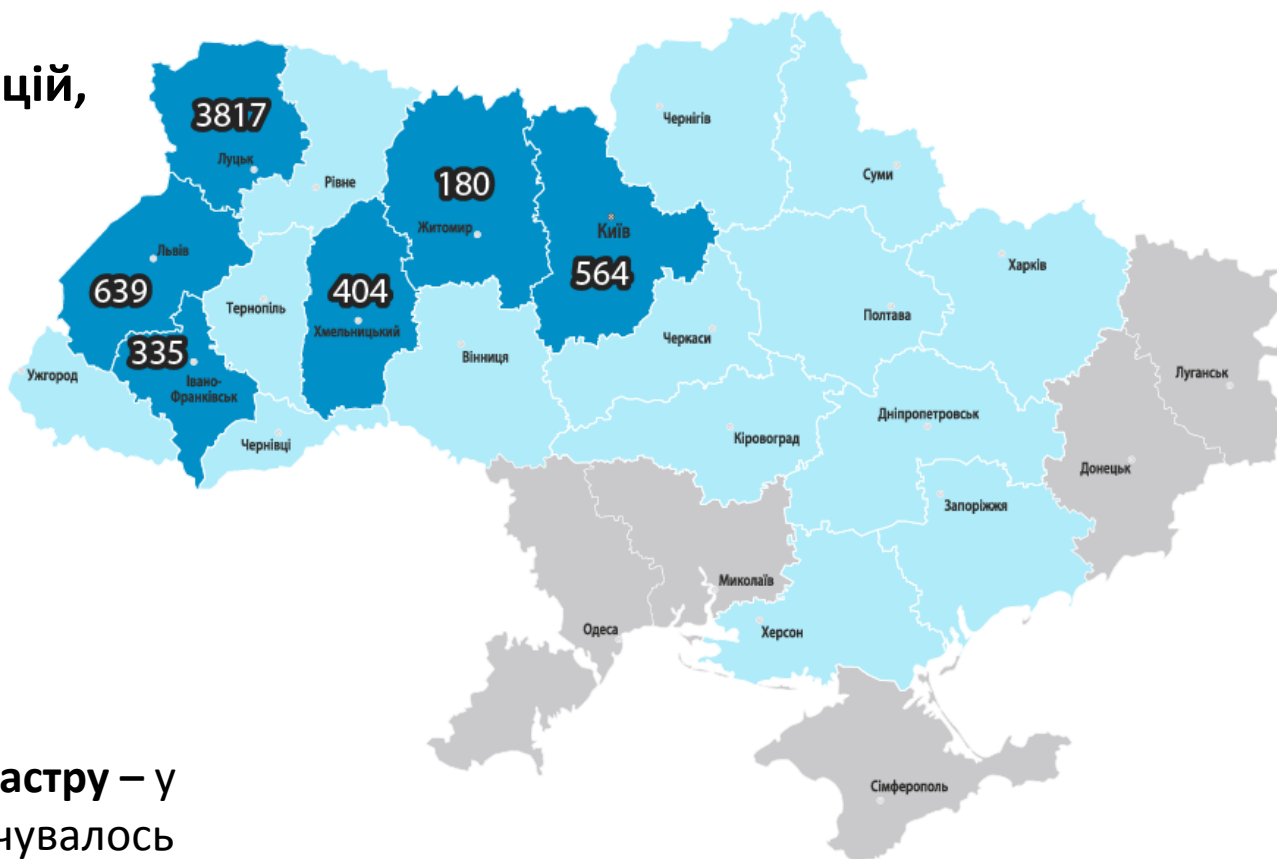 цій,
3817
Луцьк
Рівне
Чернігів
Суми
180
Житомир
Київ
564
Львів
639
Тернопіль
404
Хмельницький
Харків
Полтава
Черкаси
335
Івано-
Франківськ
Вінниця
Ужгород
Луганськ
Дніпропетровськ
Кіровоград
Чернівці
Донецьк
Запоріжжя
Миколаїв
Одеса
Херсон
Сімферополь
астру – у
чувалось